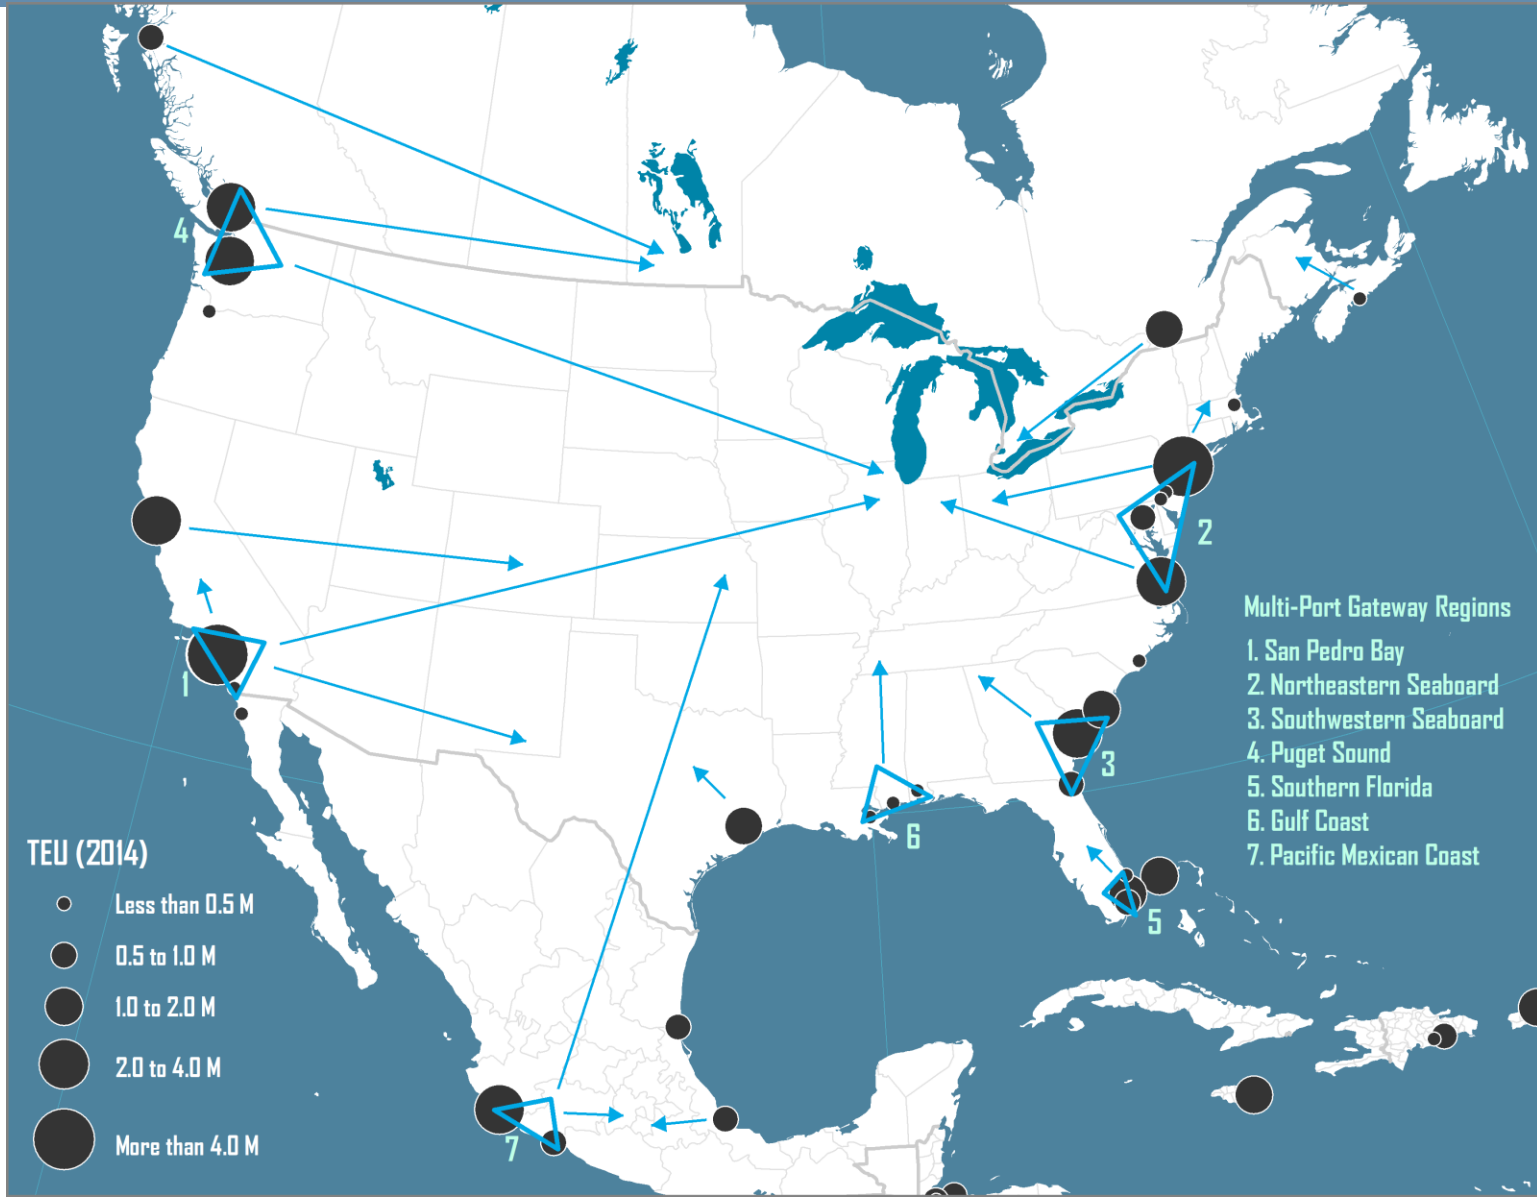 4
2
Multi-Port Gateway Regions
1. San Pedro Bay
2. Northeastern Seaboard
3. Southwestern Seaboard
4. Puget Sound
5. Southern Florida
6. Gulf Coast
7. Pacific Mexican Coast
1
3
6
5
7
TEU (2014)
Less than 0.5 M
0.5 to 1.0 M
1.0 to 2.0 M
2.0 to 4.0 M
More than 4.0 M